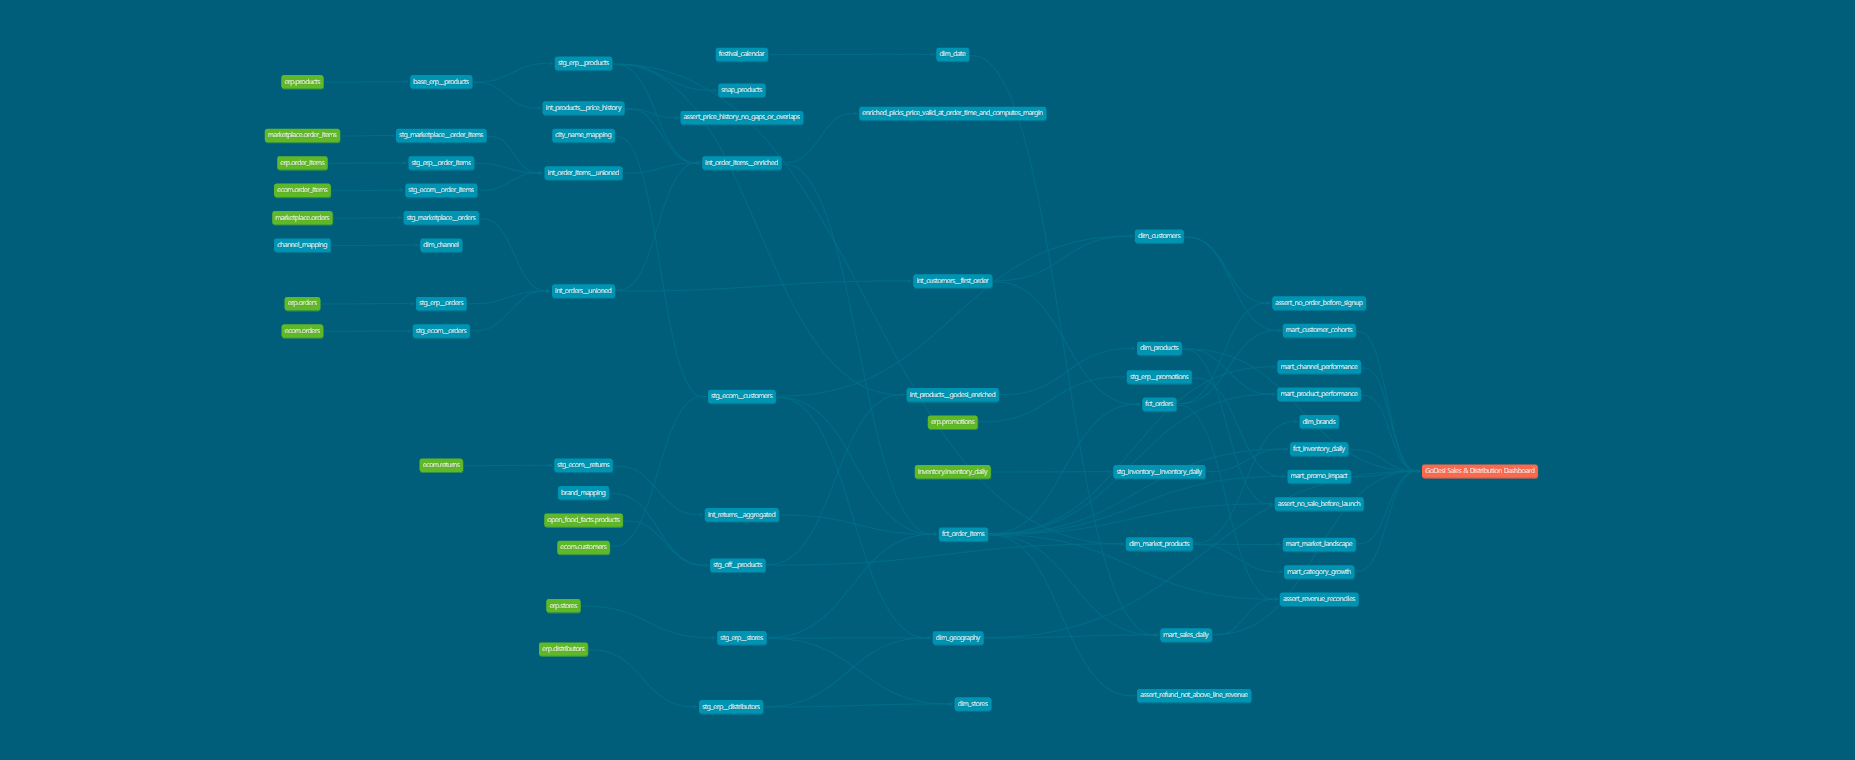 festival_calendar
dim_date
stg_erp__products
erp.products
base_erp__products
snap_products
int_products__price_history
assert_price_history_no_gaps_or_overlaps
enriched_picks_price_valid_at_order_time_and_computes_margin
marketplace.order_items
stg_marketplace__order_items
city_name_mapping
erp.order_items
stg_erp__order_items
int_order_items__unioned
int_order_items__enriched
ecom.order_items
stg_ecom__order_items
marketplace.orders
stg_marketplace__orders
channel_mapping
dim_channel
dim_customers
int_orders__unioned
int_customers__first_order
erp.orders
stg_erp__orders
assert_no_order_before_signup
ecom.orders
stg_ecom__orders
mart_customer_cohorts
dim_products
mart_channel_performance
stg_erp__promotions
stg_ecom__customers
int_products__godesi_enriched
mart_product_performance
fct_orders
erp.promotions
dim_brands
fct_inventory_daily
ecom.returns
stg_ecom__returns
inventory.inventory_daily
stg_inventory__inventory_daily
mart_promo_impact
GoDesi Sales & Distribution Dashboard
brand_mapping
assert_no_sale_before_launch
open_food_facts.products
int_returns__aggregated
fct_order_items
ecom.customers
dim_market_products
mart_market_landscape
stg_off__products
mart_category_growth
assert_revenue_reconciles
erp.stores
stg_erp__stores
dim_geography
mart_sales_daily
erp.distributors
assert_refund_not_above_line_revenue
stg_erp__distributors
dim_stores